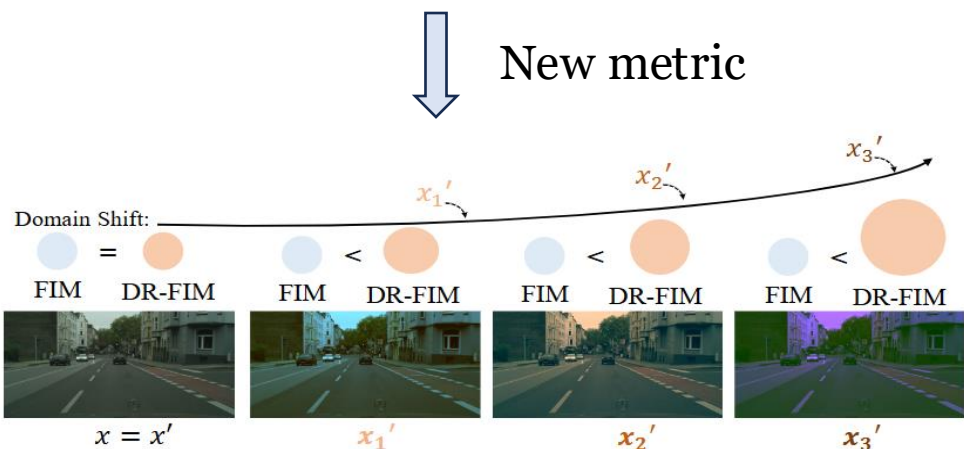 New metric
x₃′
x₂′
x₁′
Domain Shift:
= < < <
FIM DR-FIM FIM DR-FIM FIM DR-FIM FIM DR-FIM
x = x′ x₁′ x₂′ x₃′